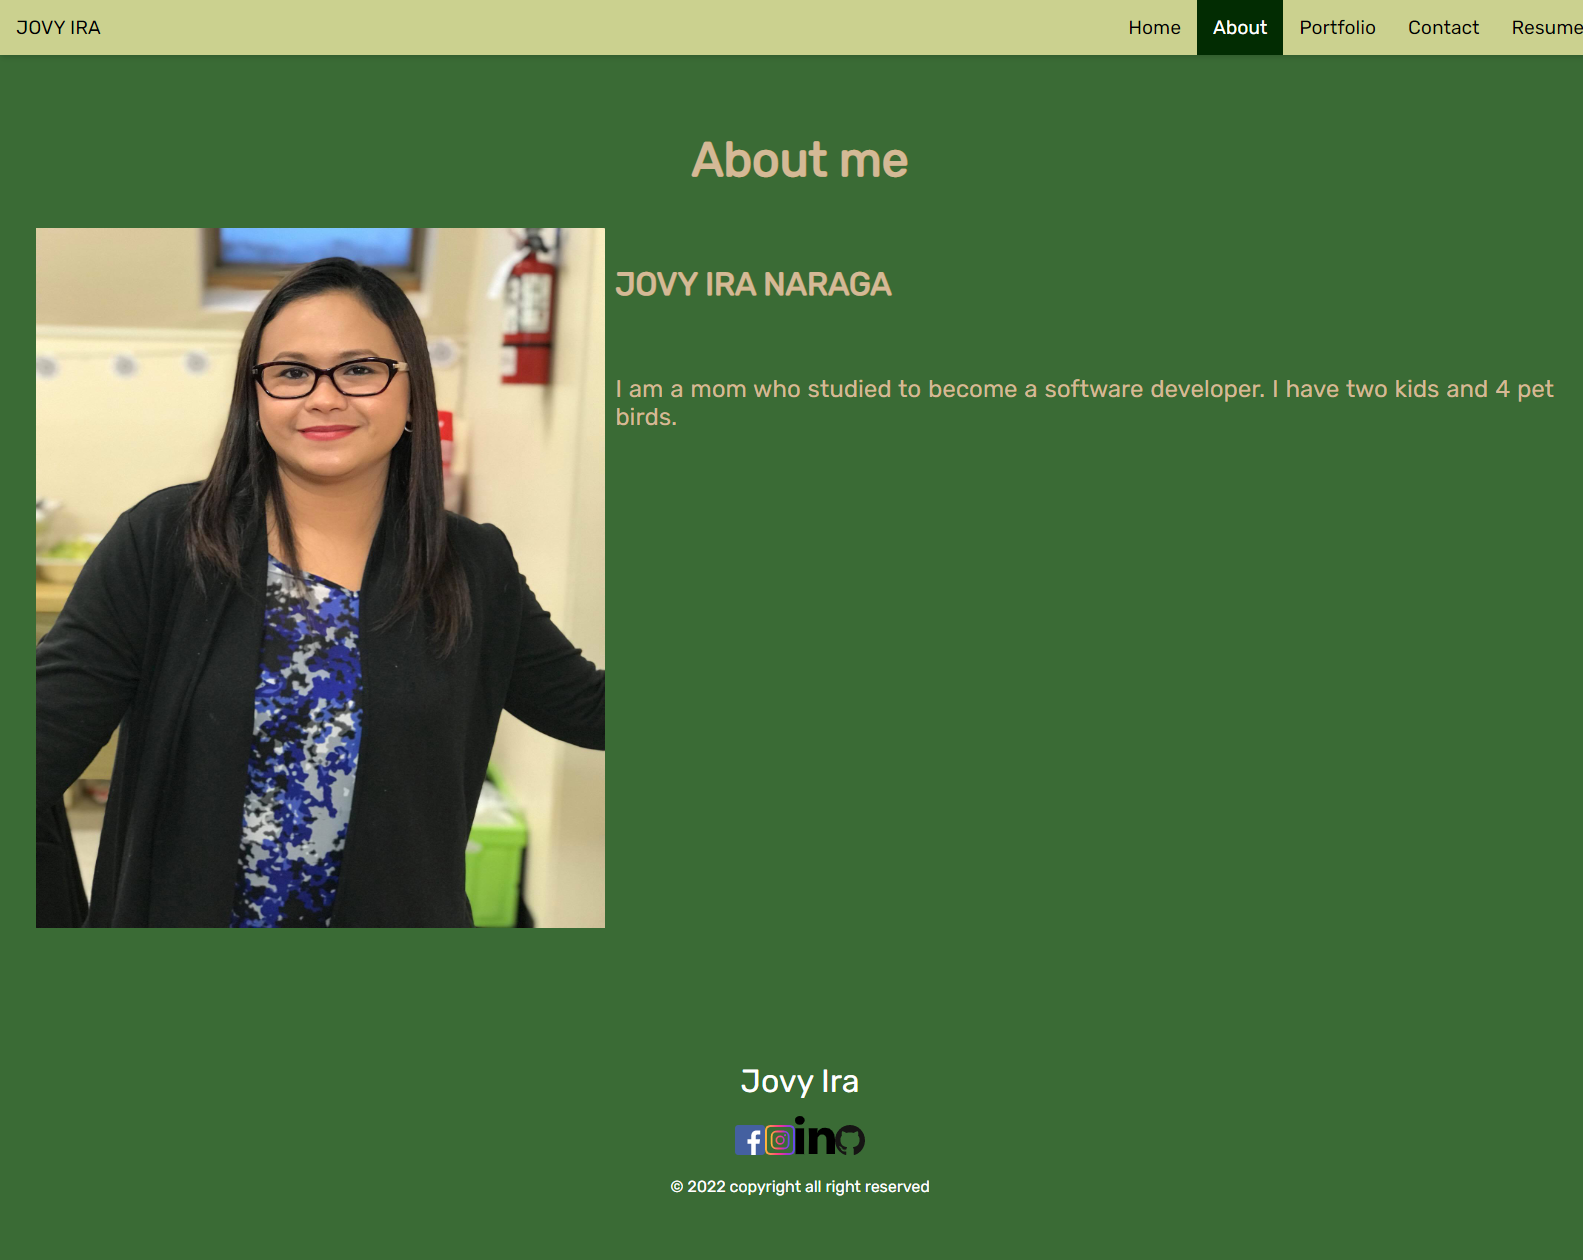 JOVY IRA
Home About Portfolio Contact Resume
About me
JOVY IRA NARAGA
I am a mom who studied to become a software developer. I have two kids and 4 pet
birds.
Jovy Ira
© 2022 copyright all right reserved